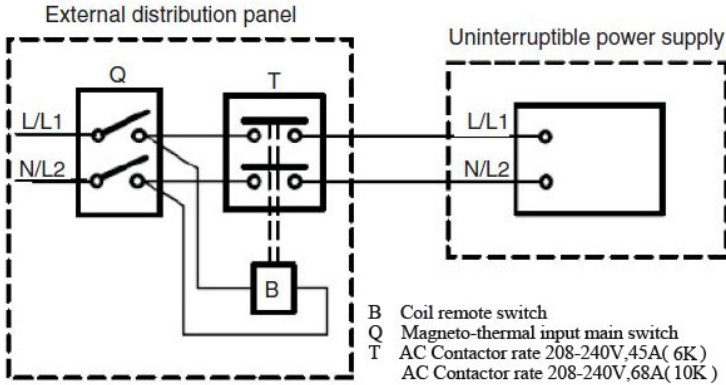 External distribution panel
Uninterruptible power supply
Q
T
L/L1
L/L1
N/L2
N/L2
B
B Coil remote switch
Q Magneto-thermal input main switch
T AC Contactor rate 208-240V,45A( 6K )
AC Contactor rate 208-240V,68A( 10K )